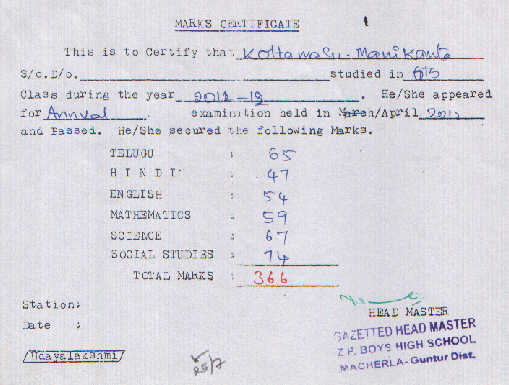 MARKS CERTIFICATE
This is to Certify that Kottamasu. Manikanta
S/o.D/o. studied in 6th
Class during the year 2011-12. He/She appeared
for Annual examination held in March/April 2012
and Passed. He/She secured the following Marks.
TELUGU : 65
H I N D I : 47
ENGLISH : 54
MATHEMATICS : 59
SCIENCE : 67
SOCIAL STUDIES : 74
TOTAL MARKS : 366
Station:
HEAD MASTER
Date :
GAZETTED HEAD MASTER
Z.P. BOYS HIGH SCHOOL
MACHERLA - Guntur Dist.
/Udayalakshmi/